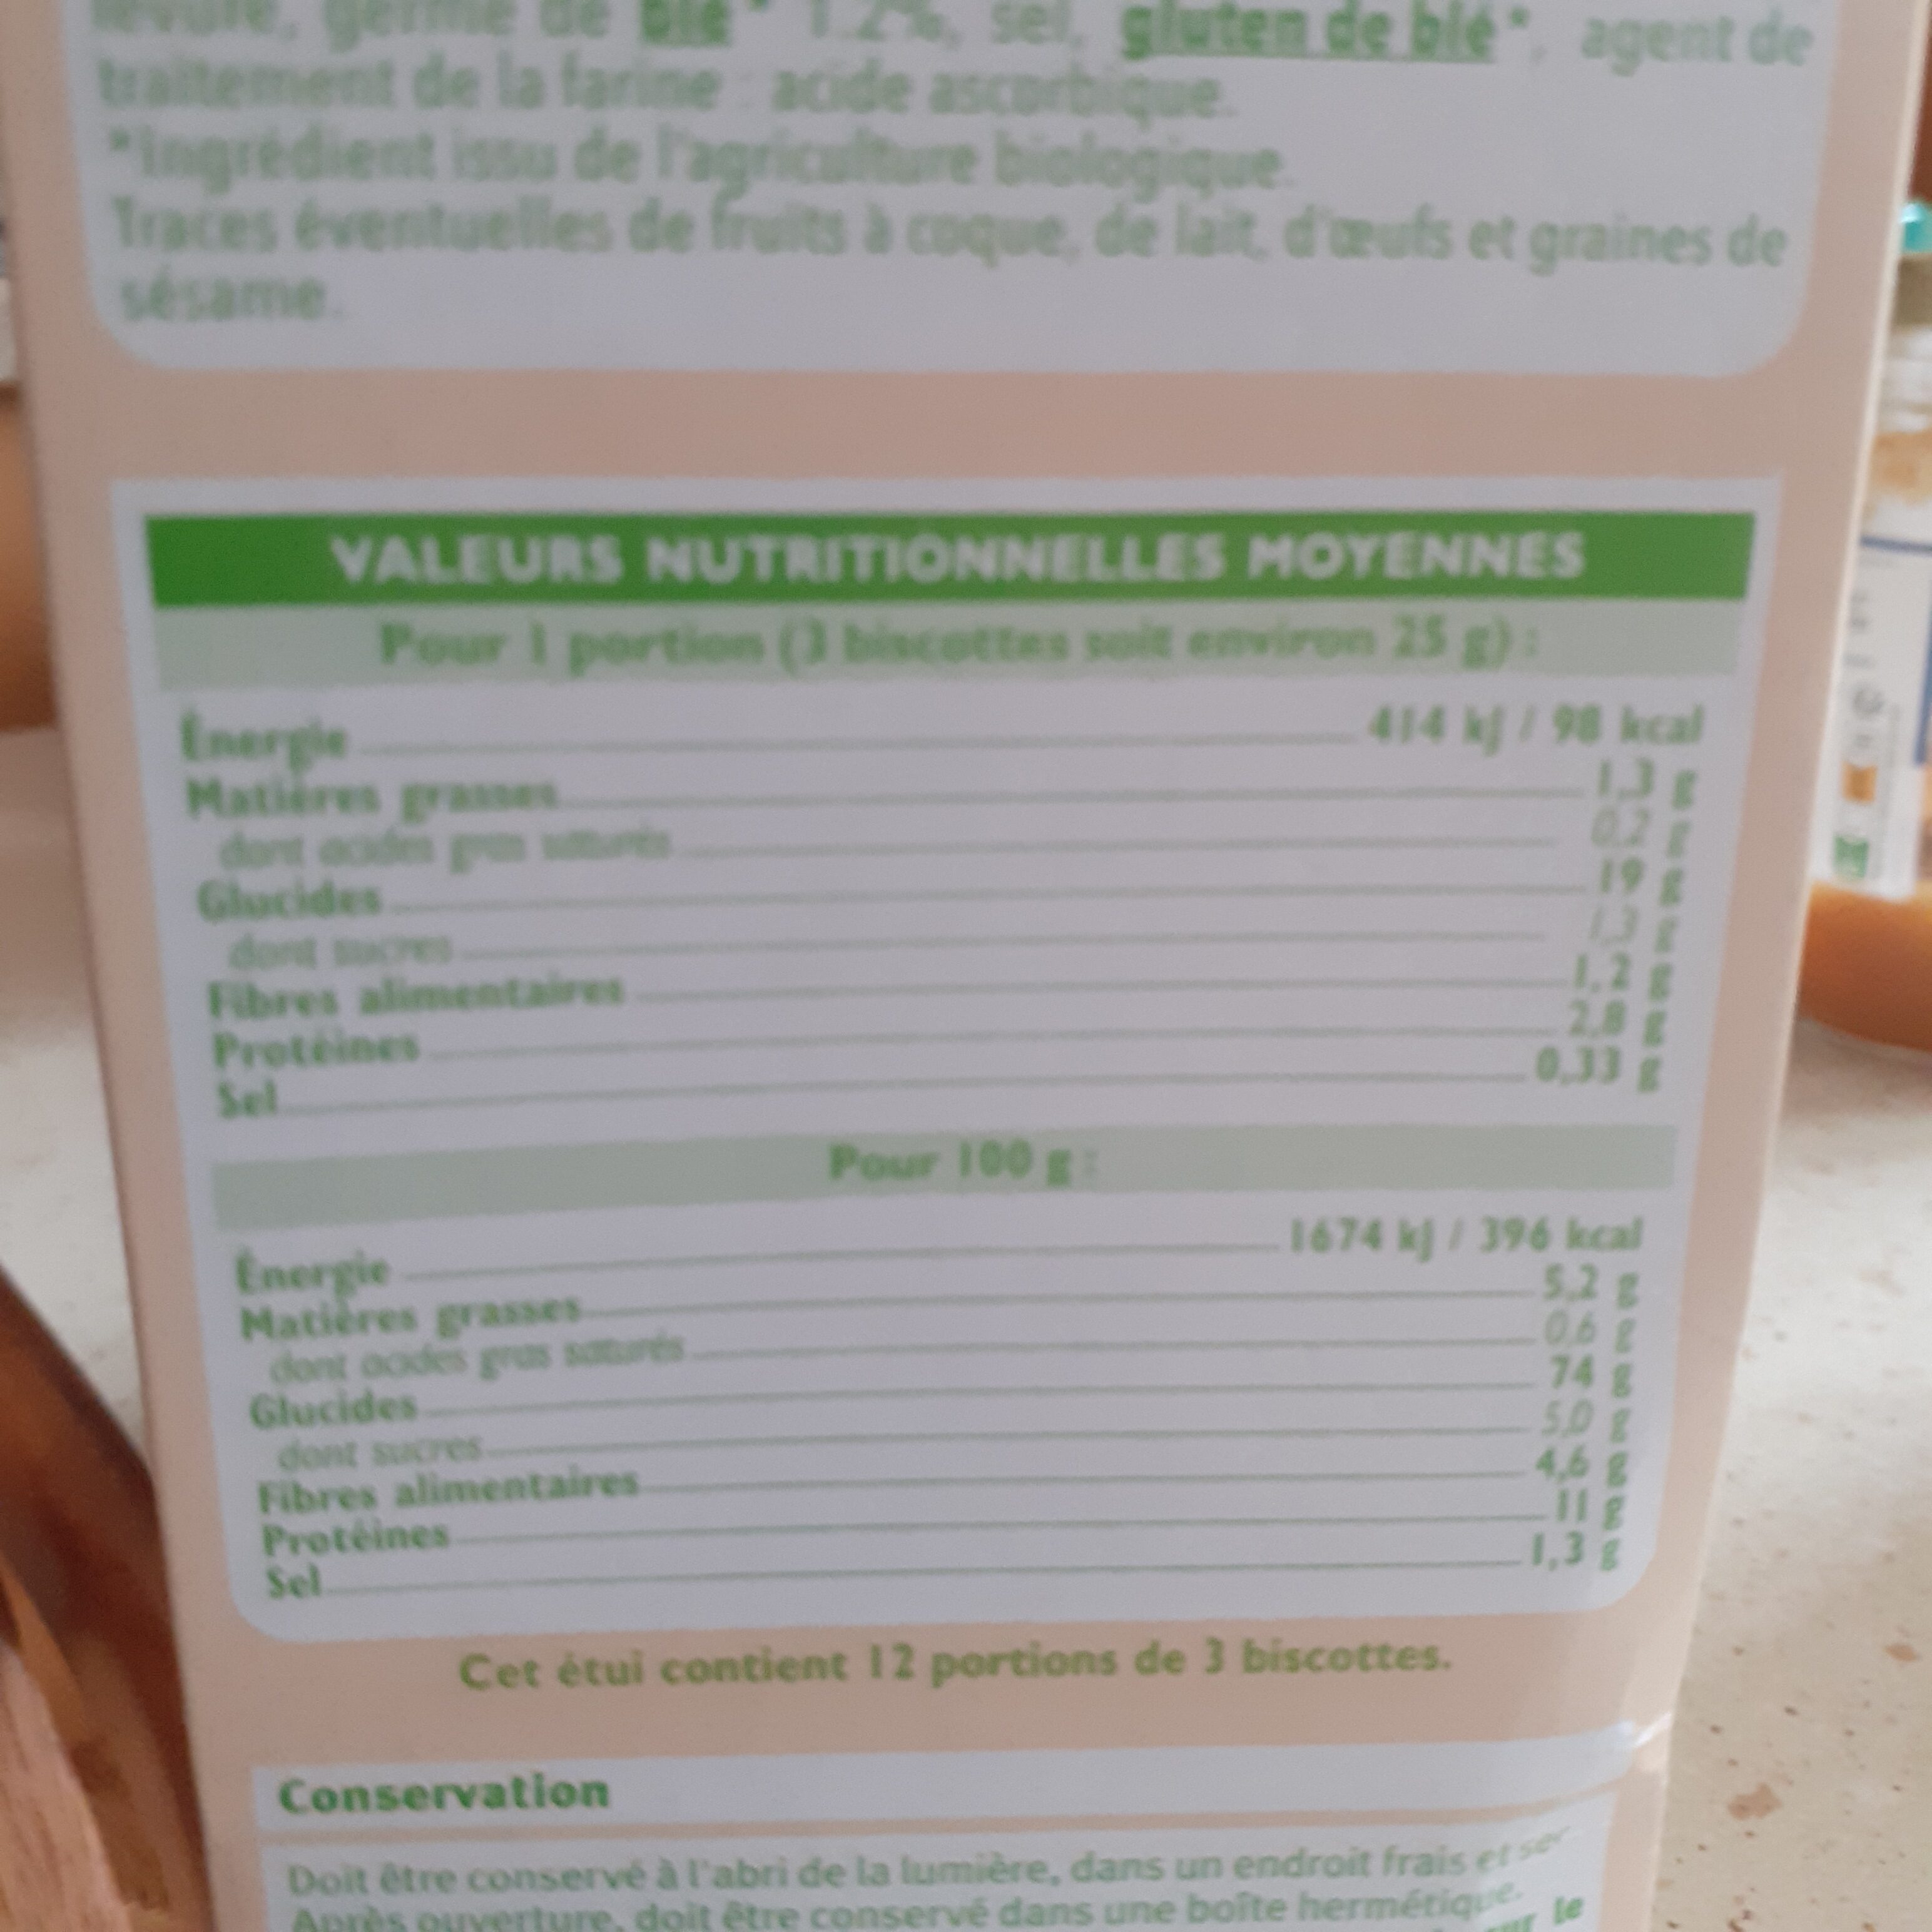 levure, germe de blé* 1.2%, sel, gluten de blé*, agent de
traitement de la farine : acide ascorbique.
*Ingrédient issu de l'agriculture biologique.
Traces éventuelles de fruits à coque, de lait, d'œufs et graines de
sésame.
VALEURS NUTRITIONNELLES MOYENNES
Pour 1 portion (3 biscottes soit environ 25 g) :
Énergie 414 kJ / 98 kcal
Matières grasses 1,3 g
dont acides gras saturés 0,2 g
Glucides 19 g
dont sucres 1,3 g
Fibres alimentaires 1,2 g
Protéines 2,8 g
Sel 0,33 g
Pour 100 g :
Énergie 1674 kJ / 396 kcal
Matières grasses 5,2 g
dont acides gras saturés 0,6 g
Glucides 74 g
dont sucres 5,0 g
Fibres alimentaires 4,6 g
Protéines 11 g
Sel 1,3 g
Cet étui contient 12 portions de 3 biscottes.
Conservation
Doit être conservé à l'abri de la lumière, dans un endroit frais et
Après ouverture, doit être conservé dans une boîte hermétique.
le